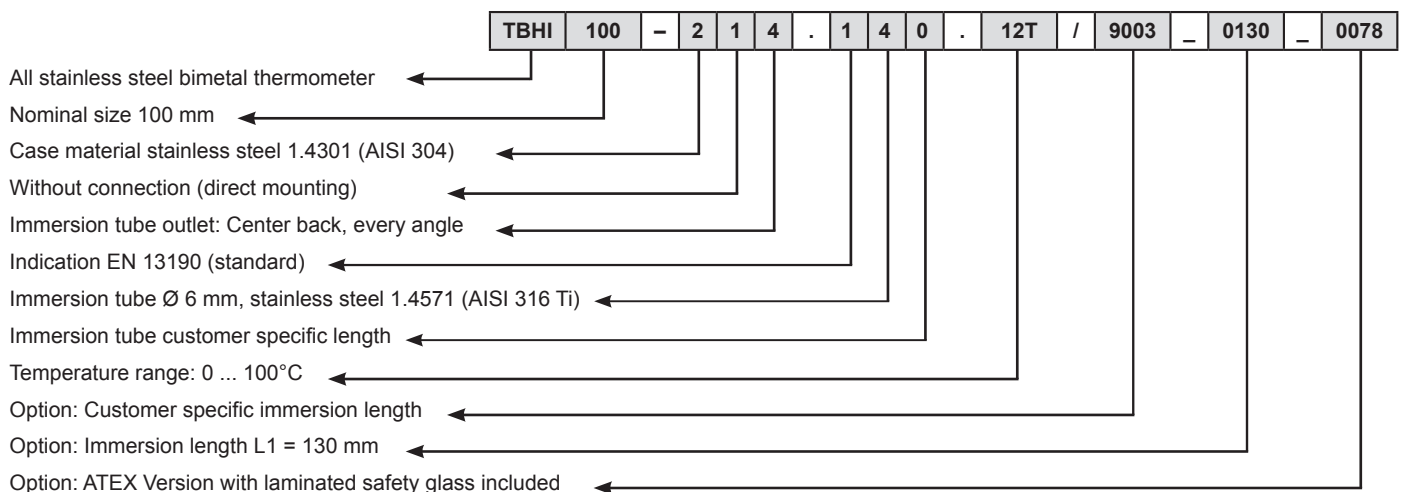 TBHI 100 – 2 1 4 . 1 4 0 . 12T / 9003 _ 0130 _ 0078
All stainless steel bimetal thermometer
Nominal size 100 mm
Case material stainless steel 1.4301 (AISI 304)
Without connection (direct mounting)
Immersion tube outlet: Center back, every angle
Indication EN 13190 (standard)
Immersion tube Ø 6 mm, stainless steel 1.4571 (AISI 316 Ti)
Immersion tube customer specific length
Temperature range: 0 ... 100°C
Option: Customer specific immersion length
Option: Immersion length L1 = 130 mm
Option: ATEX Version with laminated safety glass included